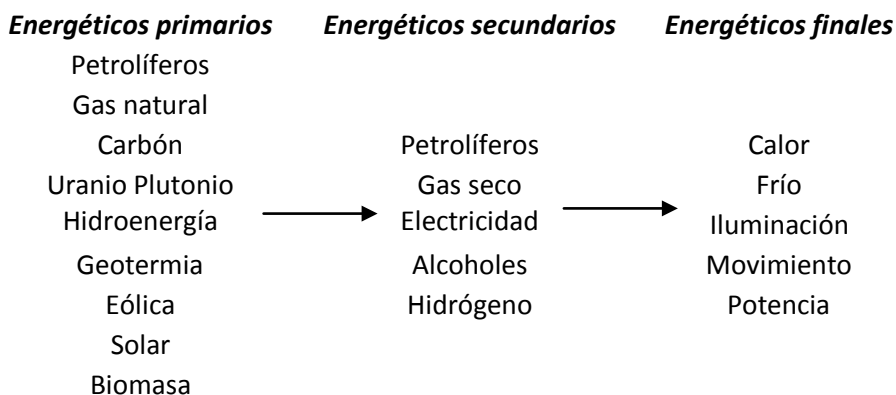 Energéticos primarios
Petrolíferos
Gas natural
Carbón
Uranio Plutonio
Hidroenergía
Geotermia
Eólica
Solar
Biomasa
Energéticos secundarios
Petrolíferos
Gas seco
Electricidad
Alcoholes
Hidrógeno
Energéticos finales
Calor
Frío
Iluminación
Movimiento
Potencia